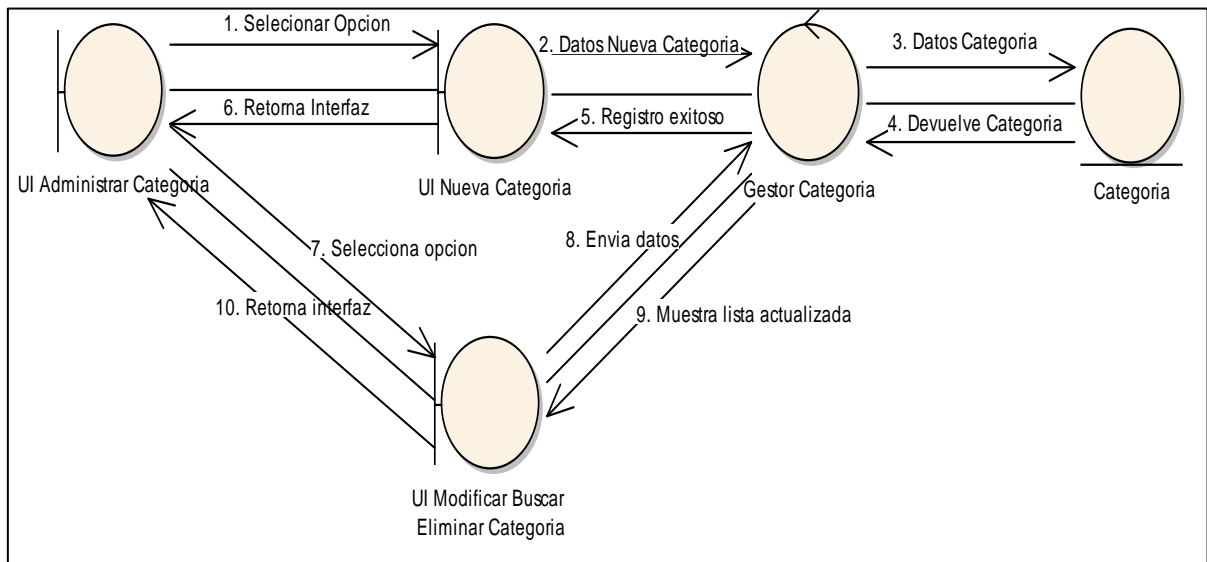 1. Selecionar Opcion
2. Datos Nueva Categoria
3. Datos Categoria
6. Retorna Interfaz
5. Registro exitoso
4. Devuelve Categoria
UI Administrar Categoria
UI Nueva Categoria
Gestor Categoria
Categoria
7. Selecciona opcion
8. Envia datos
10. Retorna interfaz
9. Muestra lista actualizada
UI Modificar Buscar
Eliminar Categoria